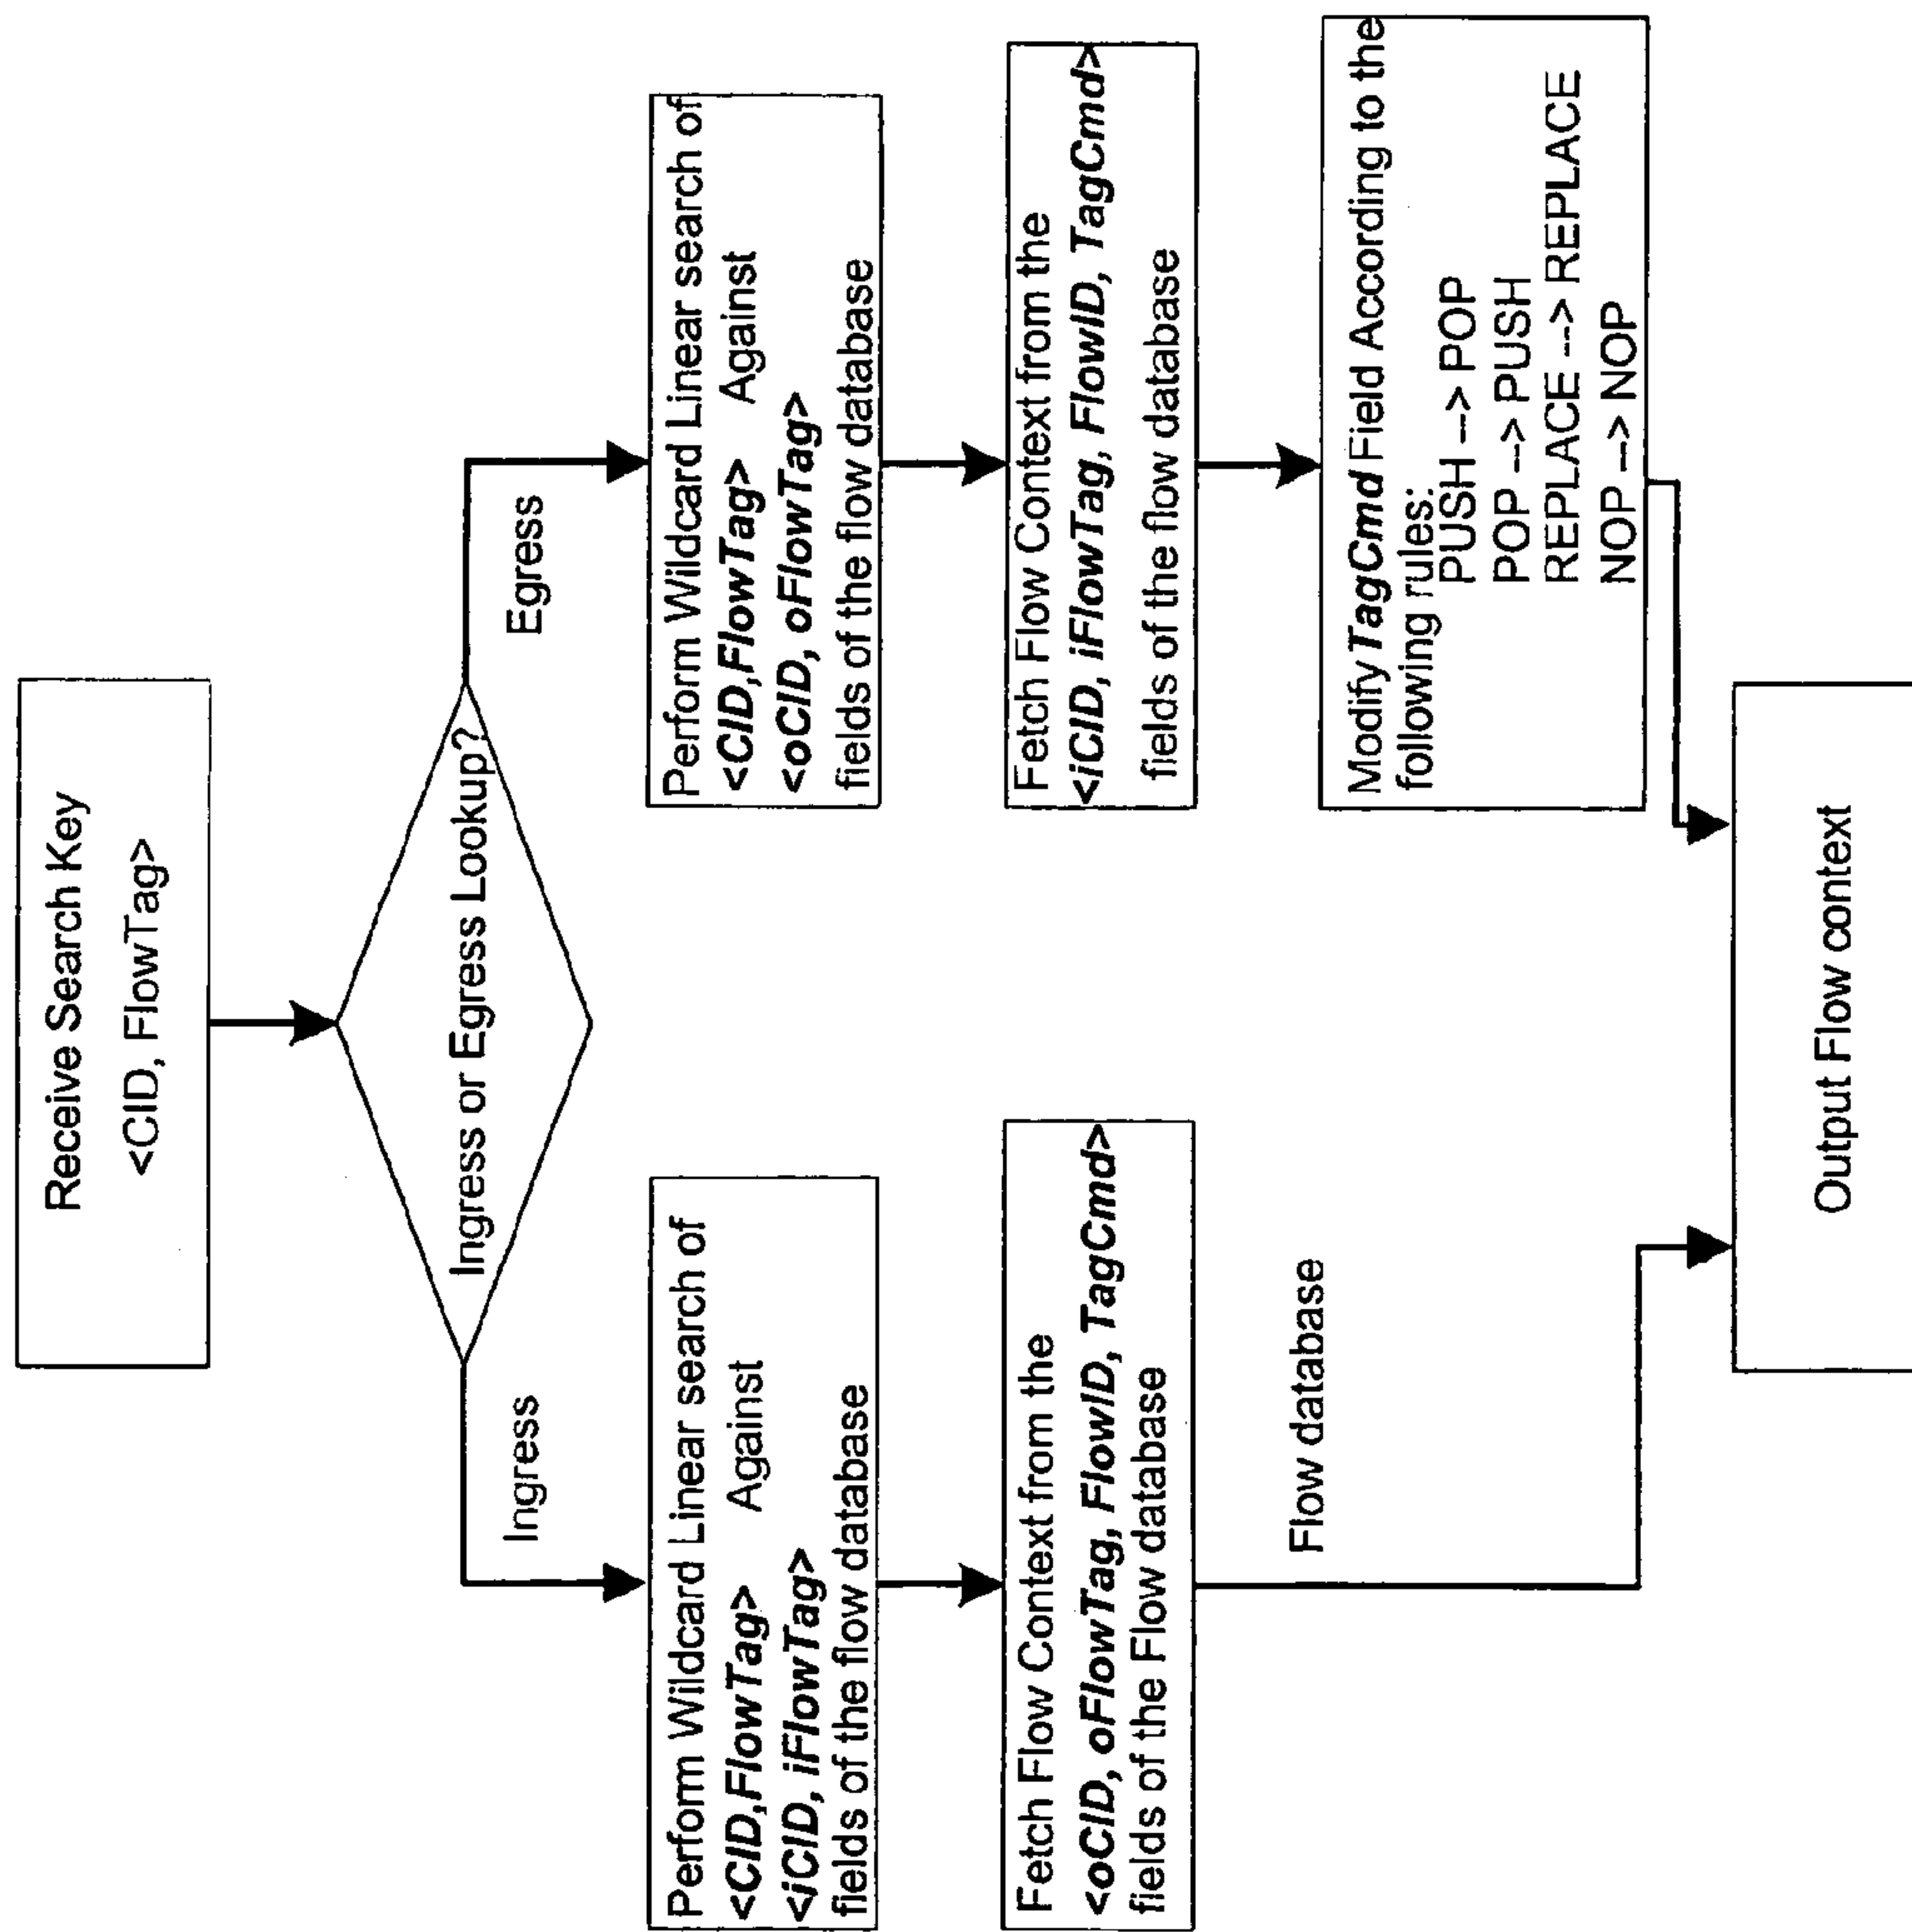 Receive Search Key
<CID, FlowTag>
Ingress or Egress Lookup?
Ingress
Egress
Perform Wildcard Linear search of
<CID,FlowTag> Against
<iCID, iFlowTag>
fields of the flow database
Fetch Flow Context from the
<oCID, oFlowTag, FlowID, TagCmd>
fields of the Flow database
Flow database
Perform Wildcard Linear search of
<CID,FlowTag> Against
<oCID, oFlowTag>
fields of the flow database
Fetch Flow Context from the
<iCID, iFlowTag, FlowID, TagCmd>
fields of the flow database
Modify TagCmd Field According to the
following rules:
PUSH --> POP
POP --> PUSH
REPLACE ---> REPLACE
NOP --> NOP
Output Flow context